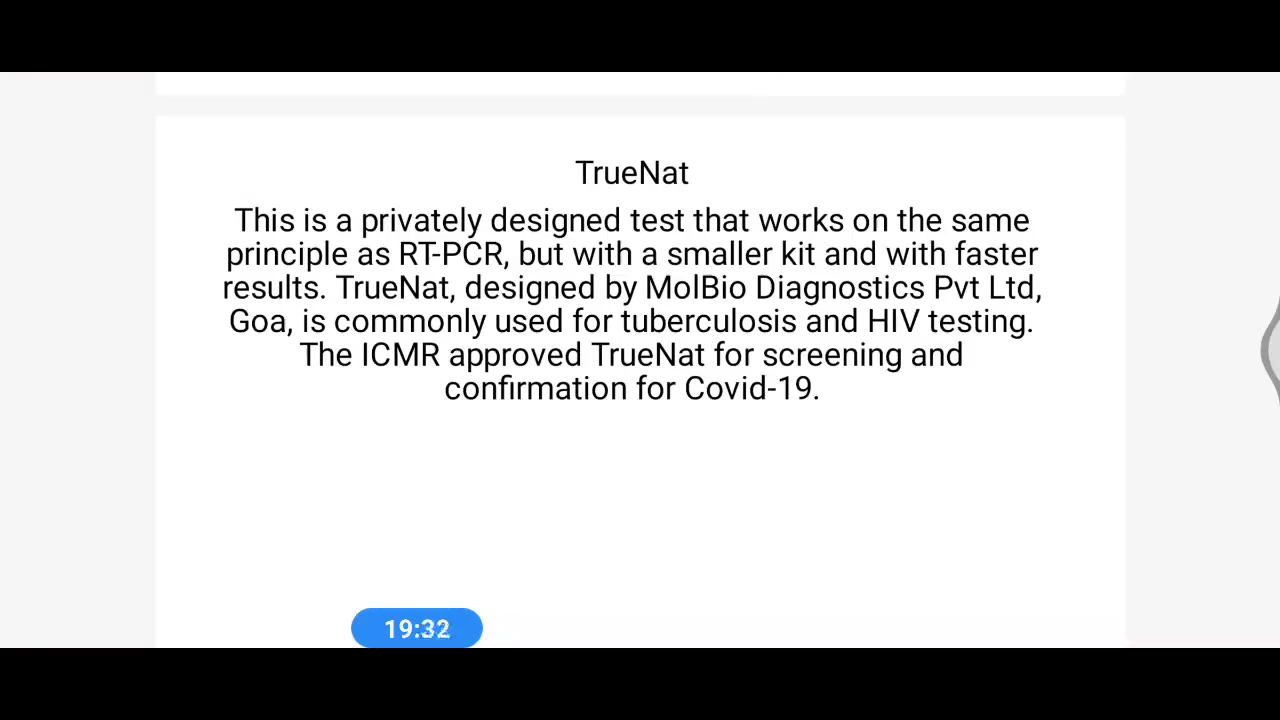 TrueNat
This is a privately designed test that works on the same
principle as RT-PCR, but with a smaller kit and with faster
results. TrueNat, designed by MolBio Diagnostics Pvt Ltd,
Goa, is commonly used for tuberculosis and HIV testing.
The ICMR approved TrueNat for screening and
confirmation for Covid-19.
19:32